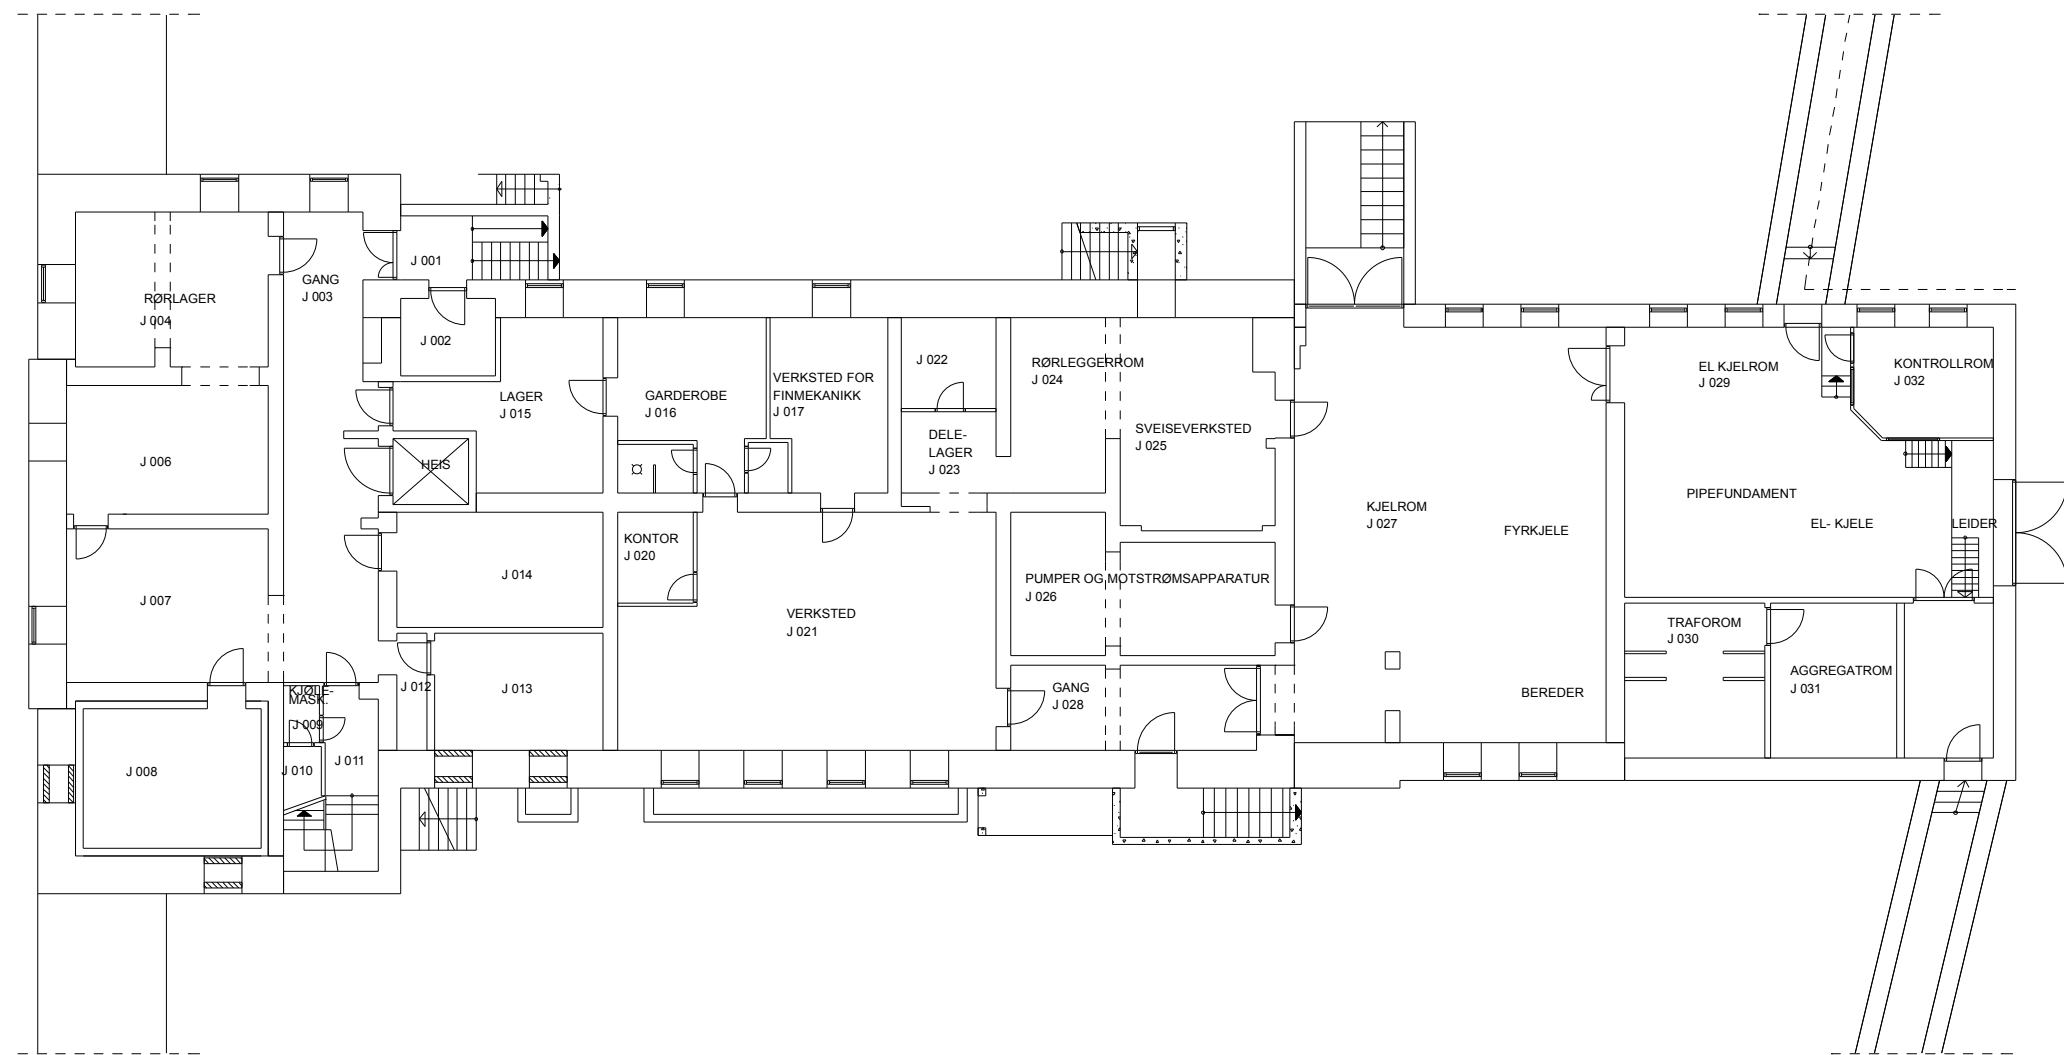 J 001
GANG
J 003
RØRLAGER
J 004
J 002
J 006
HEIS
LAGER
J 015
GARDEROBE
J 016
VERKSTED FOR
FINMEKANIKK
J 017
J 022
RØRLEGGERROM
J 024
DELE-
LAGER
J 023
SVEISEVERKSTED
J 025
KJELROM
J 027
FYRKJELE
EL KJELROM
J 029
KONTROLLROM
J 032
PIPEFUNDAMENT
EL- KJELE
LEIDER
J 007
J 014
KONTOR
J 020
VERKSTED
J 021
PUMPER OG MOTSTRØMSAPPARATUR
J 026
TRAFOROM
J 030
AGGREGATROM
J 031
BEREDER
GANG
J 028
J 013
J 012
KJØLE-
MASK.
J 009
J 011
J 010
J 008